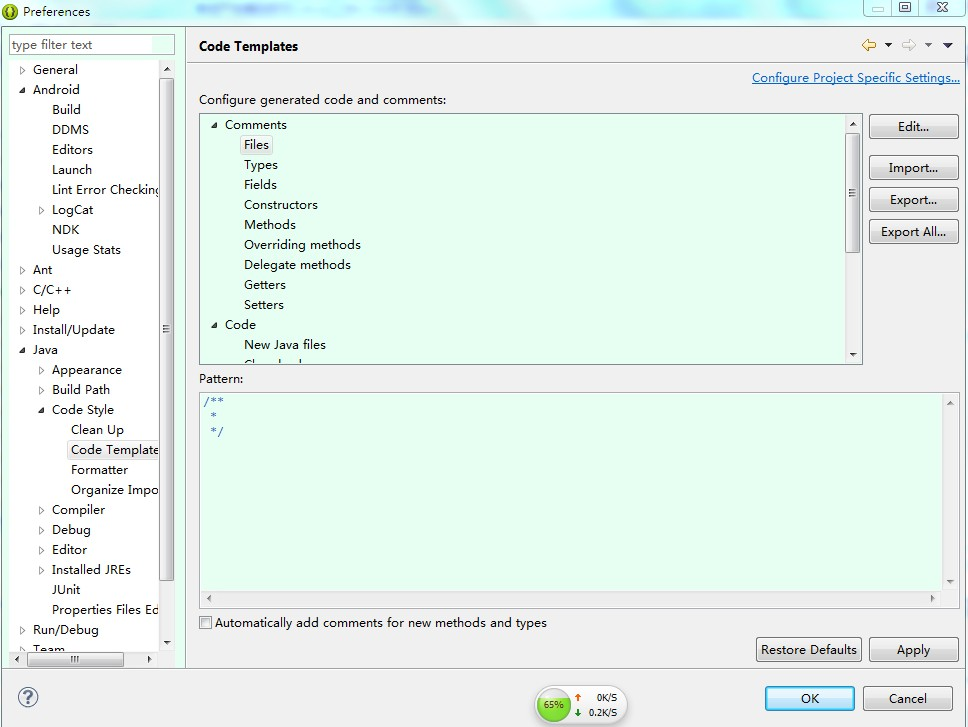 Preferences
type filter text
General
Android
Build
DDMS
Editors
Launch
Lint Error Checking
LogCat
NDK
Usage Stats
Ant
C/C++
Help
Install/Update
Java
Appearance
Build Path
Code Style
Clean Up
Code Template
Formatter
Organize Impo
Compiler
Debug
Editor
Installed JREs
JUnit
Properties Files Ed
Run/Debug
Team
Code Templates
Configure Project Specific Settings...
Configure generated code and comments:
Comments
Files
Types
Fields
Constructors
Methods
Overriding methods
Delegate methods
Getters
Setters
Code
New Java files
Edit...
Import...
Export...
Export All...
Pattern:
/**
*
*/
Automatically add comments for new methods and types
Restore Defaults
Apply
65%
0K/S
0.2K/S
OK
Cancel